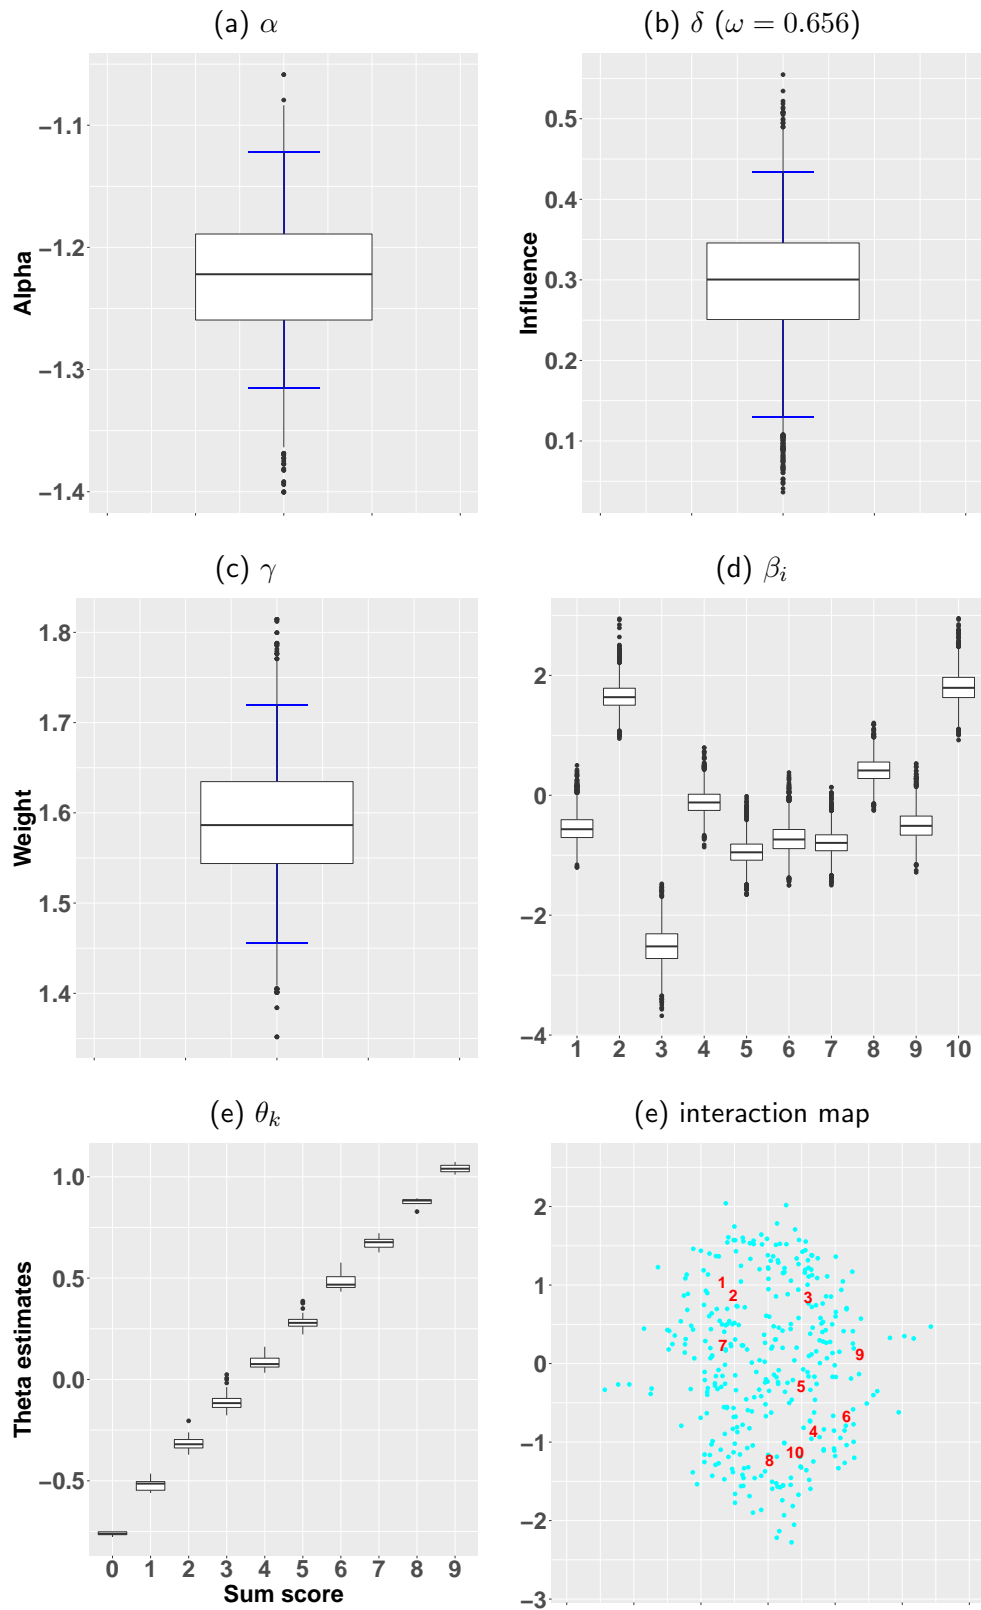 (a) α
−1.1
−1.2
−1.3
−1.4
Alpha
(b) δ (ω = 0.656)
0.5
0.4
0.3
0.2
0.1
Influence
(c) γ
1.8
1.7
1.6
1.5
1.4
Weight
(d) βᵢ
2
0
−2
−4
1 2 3 4 5 6 7 8 9 10
(e) θₖ
1.0
0.5
0.0
−0.5
Theta estimates
0 1 2 3 4 5 6 7 8 9
Sum score
(e) interaction map
2
1
0
−1
−2
−3
1
2
3
7
9
5
6
4
10
8